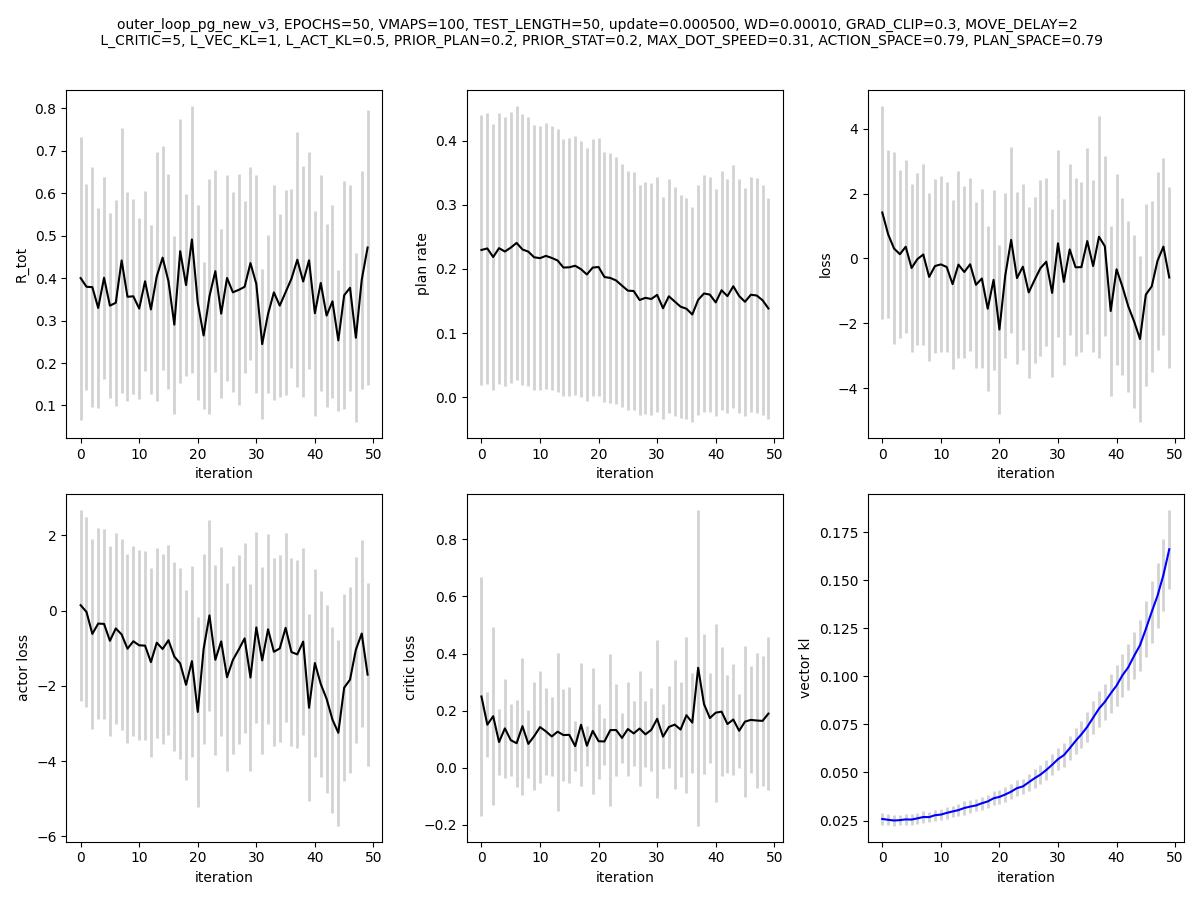 outer_loop_pg_new_v3, EPOCHS=50, VMAPS=100, TEST_LENGTH=50, update=0.000500, WD=0.00010, GRAD_CLIP=0.3, MOVE_DELAY=2
L_CRITIC=5, L_VEC_KL=1, L_ACT_KL=0.5, PRIOR_PLAN=0.2, PRIOR_STAT=0.2, MAX_DOT_SPEED=0.31, ACTION_SPACE=0.79, PLAN_SPACE=0.79
R_tot
0.8
0.7
0.6
0.5
0.4
0.3
0.2
0.1
0 10 20 30 40 50
iteration
plan rate
0.4
0.3
0.2
0.1
0.0
0 10 20 30 40 50
iteration
loss
4
2
0
−2
−4
0 10 20 30 40 50
iteration
actor loss
2
0
−2
−4
−6
0 10 20 30 40 50
iteration
critic loss
0.8
0.6
0.4
0.2
0.0
−0.2
0 10 20 30 40 50
iteration
vector kl
0.175
0.150
0.125
0.100
0.075
0.050
0.025
0 10 20 30 40 50
iteration